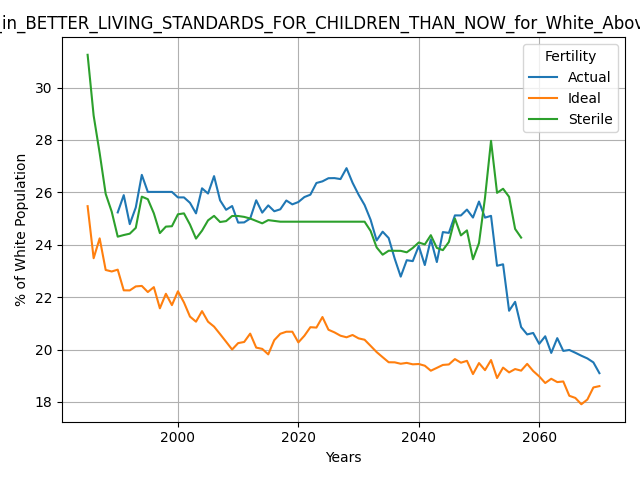 _in_BETTER_LIVING_STANDARDS_FOR_CHILDREN_THAN_NOW_for_White_Abov
Fertility
Actual
Ideal
Sterile
% of White Population
30
28
26
24
22
20
18
2000
2020
2040
2060
Years